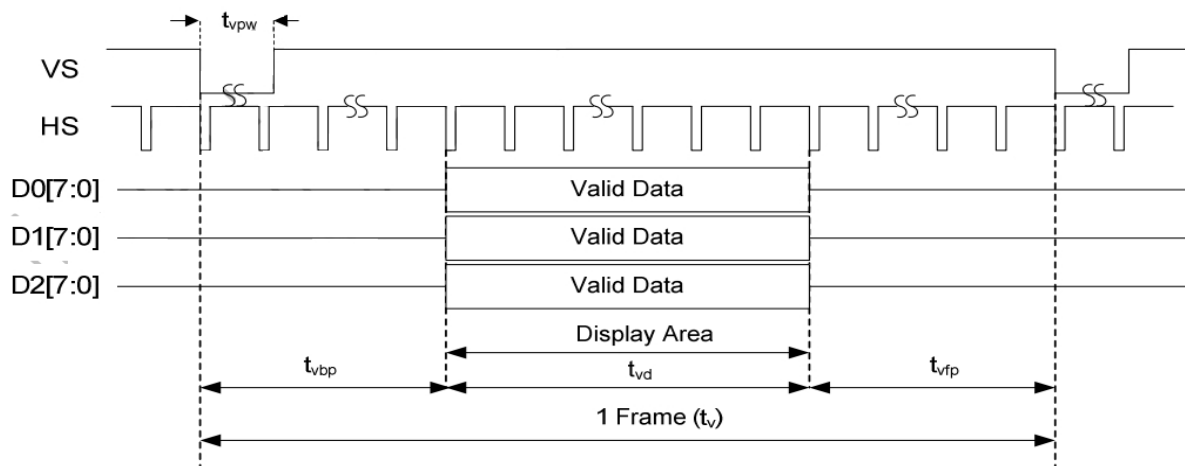 tvpw
VS
HS
D0[7:0] Valid Data
D1[7:0] Valid Data
D2[7:0] Valid Data
Display Area
tvbp tvd tvfp
1 Frame (tv)